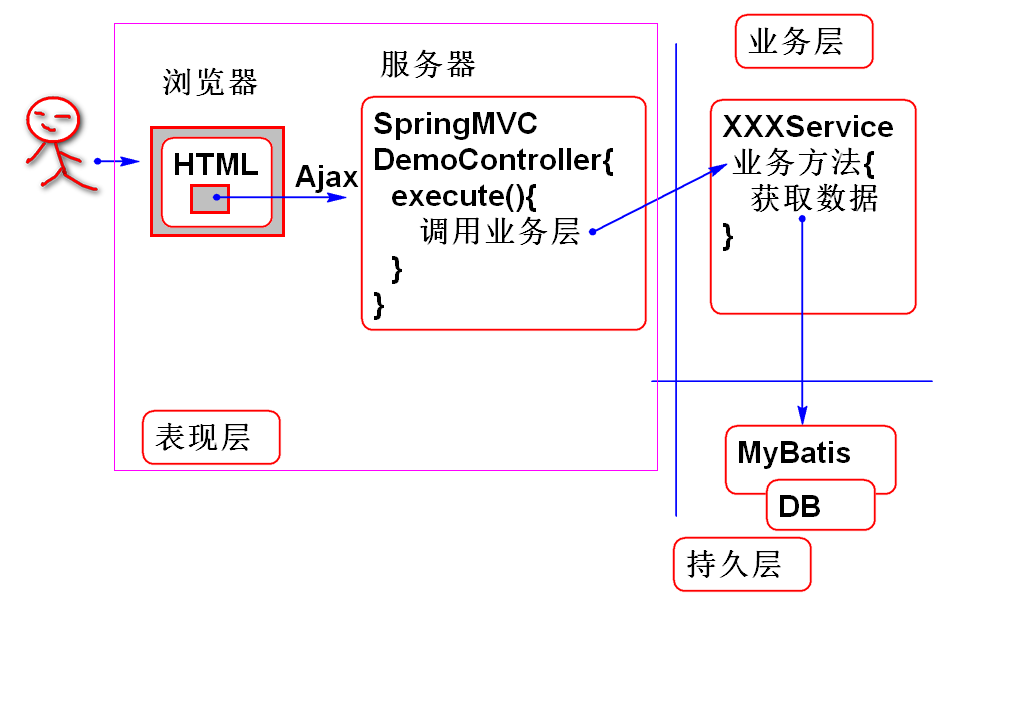 浏览器
HTML
Ajax
服务器
SpringMVC
DemoController{
execute(){
调用业务层
}
}
表现层
业务层
XXXService
业务方法{
获取数据
}
MyBatis
DB
持久层